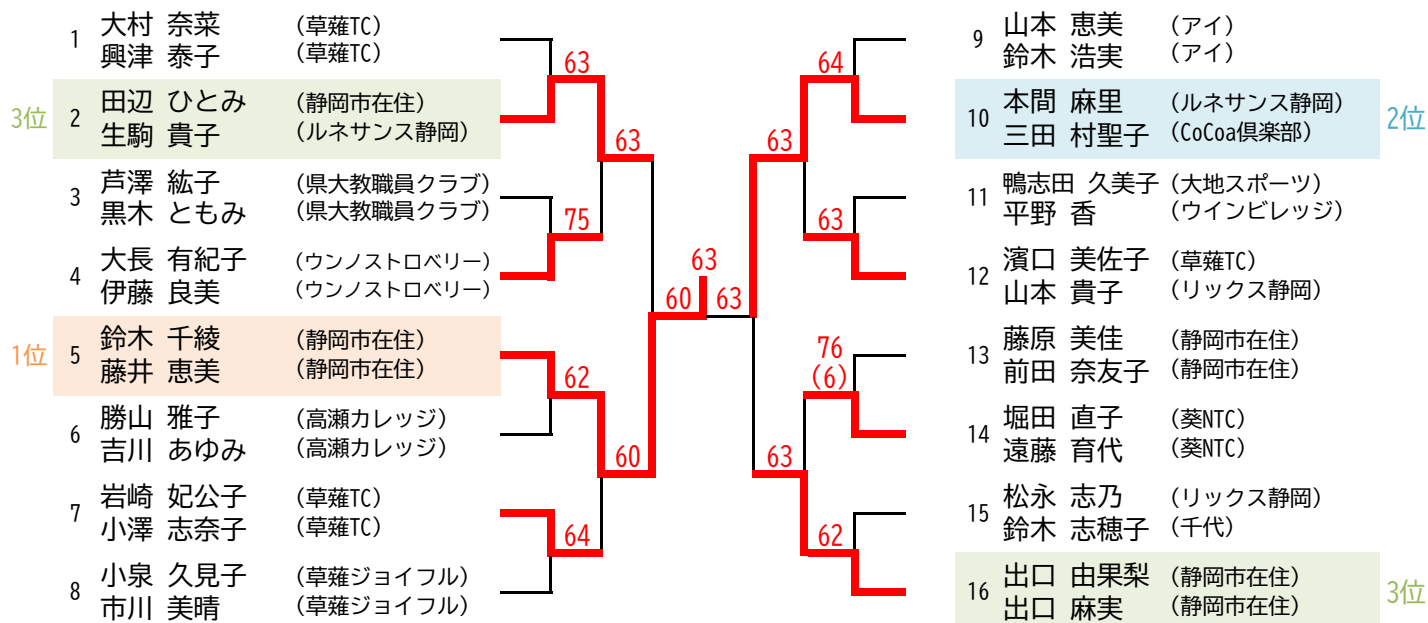 1 大村 奈菜 (草薙TC)
興津 泰子 (草薙TC)
63
3位 2 田辺 ひとみ (静岡市在住)
生駒 貴子 (ルネサンス静岡)
63
3 芦澤 紘子 (県大教職員クラブ)
黒木 ともみ (県大教職員クラブ)
75
4 大長 有紀子 (ウンノストロベリー)
伊藤 良美 (ウンノストロベリー)
63
60 63
1位 5 鈴木 千綾 (静岡市在住)
藤井 恵美 (静岡市在住)
62
6 勝山 雅子 (高瀬カレッジ)
吉川 あゆみ (高瀬カレッジ)
60
7 岩崎 妃公子 (草薙TC)
小澤 志奈子 (草薙TC)
64
8 小泉 久見子 (草薙ジョイフル)
市川 美晴 (草薙ジョイフル)
9 山本 恵美 (アイ)
鈴木 浩実 (アイ)
64
10 本間 麻里 (ルネサンス静岡) 2位
三田 村聖子 (CoCoa倶楽部)
63
11 鴨志田 久美子 (大地スポーツ)
平野 香 (ウインビレッジ)
63
12 濱口 美佐子 (草薙TC)
山本 貴子 (リックス静岡)
13 藤原 美佳 (静岡市在住)
前田 奈友子 (静岡市在住)
76
(6)
14 堀田 直子 (葵NTC)
遠藤 育代 (葵NTC)
63
15 松永 志乃 (リックス静岡)
鈴木 志穂子 (千代)
62
16 出口 由果梨 (静岡市在住) 3位
出口 麻実 (静岡市在住)